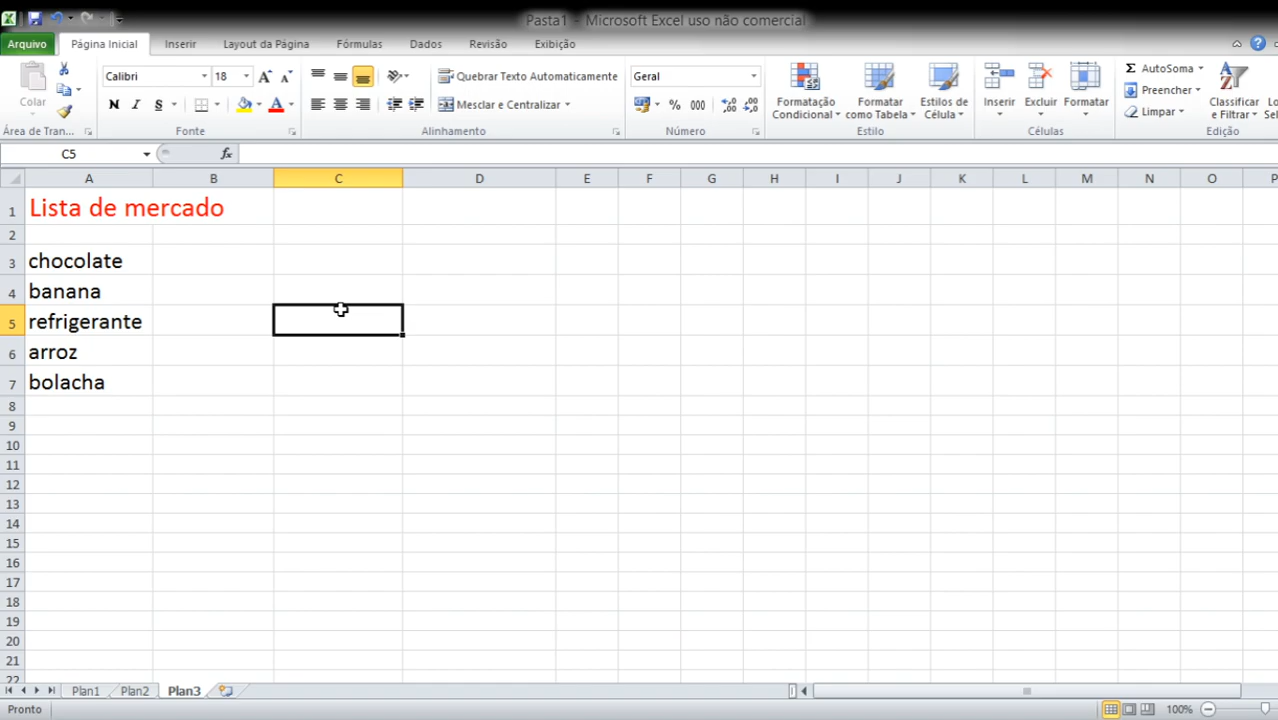 Pasta1 - Microsoft Excel uso não comercial
Arquivo Página Inicial Inserir Layout da Página Fórmulas Dados Revisão Exibição
Calibri 18 Quebrar Texto Automaticamente Geral AutoSoma
Colar Formatação Condicional Formatar como Tabela Estilos de Célula Inserir Excluir Formatar Preencher Classificar e Filtrar
N I S Mesclar e Centralizar % 000 Limpar
Área de Tran... Fonte Alinhamento Número Estilo Células Edição
C5 fx
A B C D E F G H I J K L M N O P
1 Lista de mercado
2
3 chocolate
4 banana
5 refrigerante
6 arroz
7 bolacha
8
9
10
11
12
13
14
15
16
17
18
19
20
21
22
Plan1 Plan2 Plan3
Pronto 100%